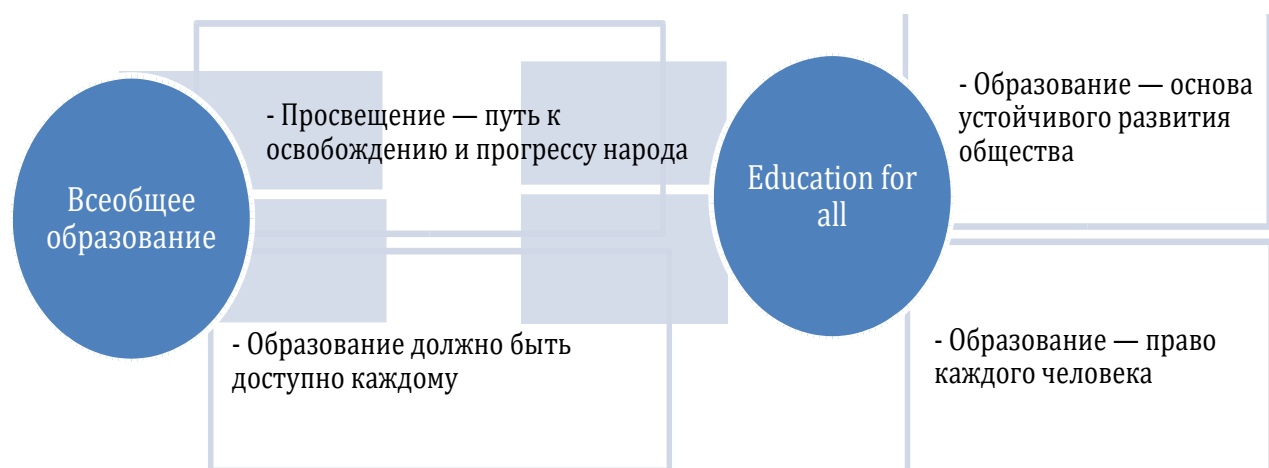 Всеобщее
образование
- Просвещение — путь к
освобождению и прогрессу народа
- Образование должно быть
доступно каждому
Education for
all
- Образование — основа
устойчивого развития
общества
- Образование — право
каждого человека